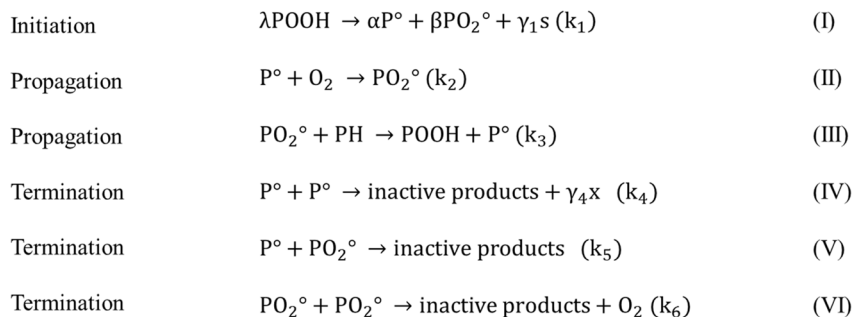 Initiation λPOOH → αP° + βPO₂° + γ₁s (k₁) (I)
Propagation P° + O₂ → PO₂° (k₂) (II)
Propagation PO₂° + PH → POOH + P° (k₃) (III)
Termination P° + P° → inactive products + γ₄x (k₄) (IV)
Termination P° + PO₂° → inactive products (k₅) (V)
Termination PO₂° + PO₂° → inactive products + O₂ (k₆) (VI)